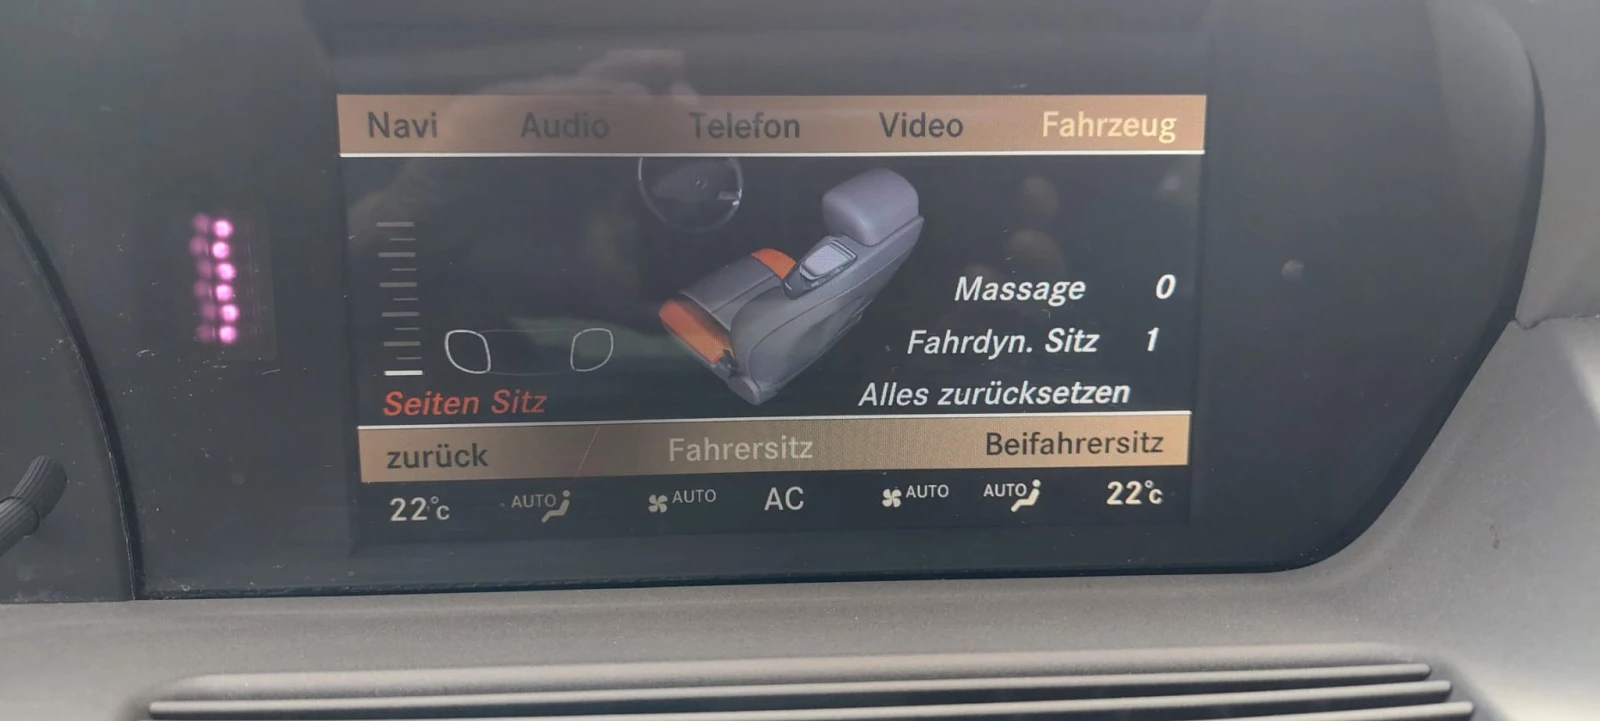 Navi Audio Telefon Video Fahrzeug
Massage 0
Fahrdyn. Sitz 1
Alles zurücksetzen
Seiten Sitz
zurück Fahrersitz Beifahrersitz
22°C AUTO AUTO AC AUTO AUTO 22°C